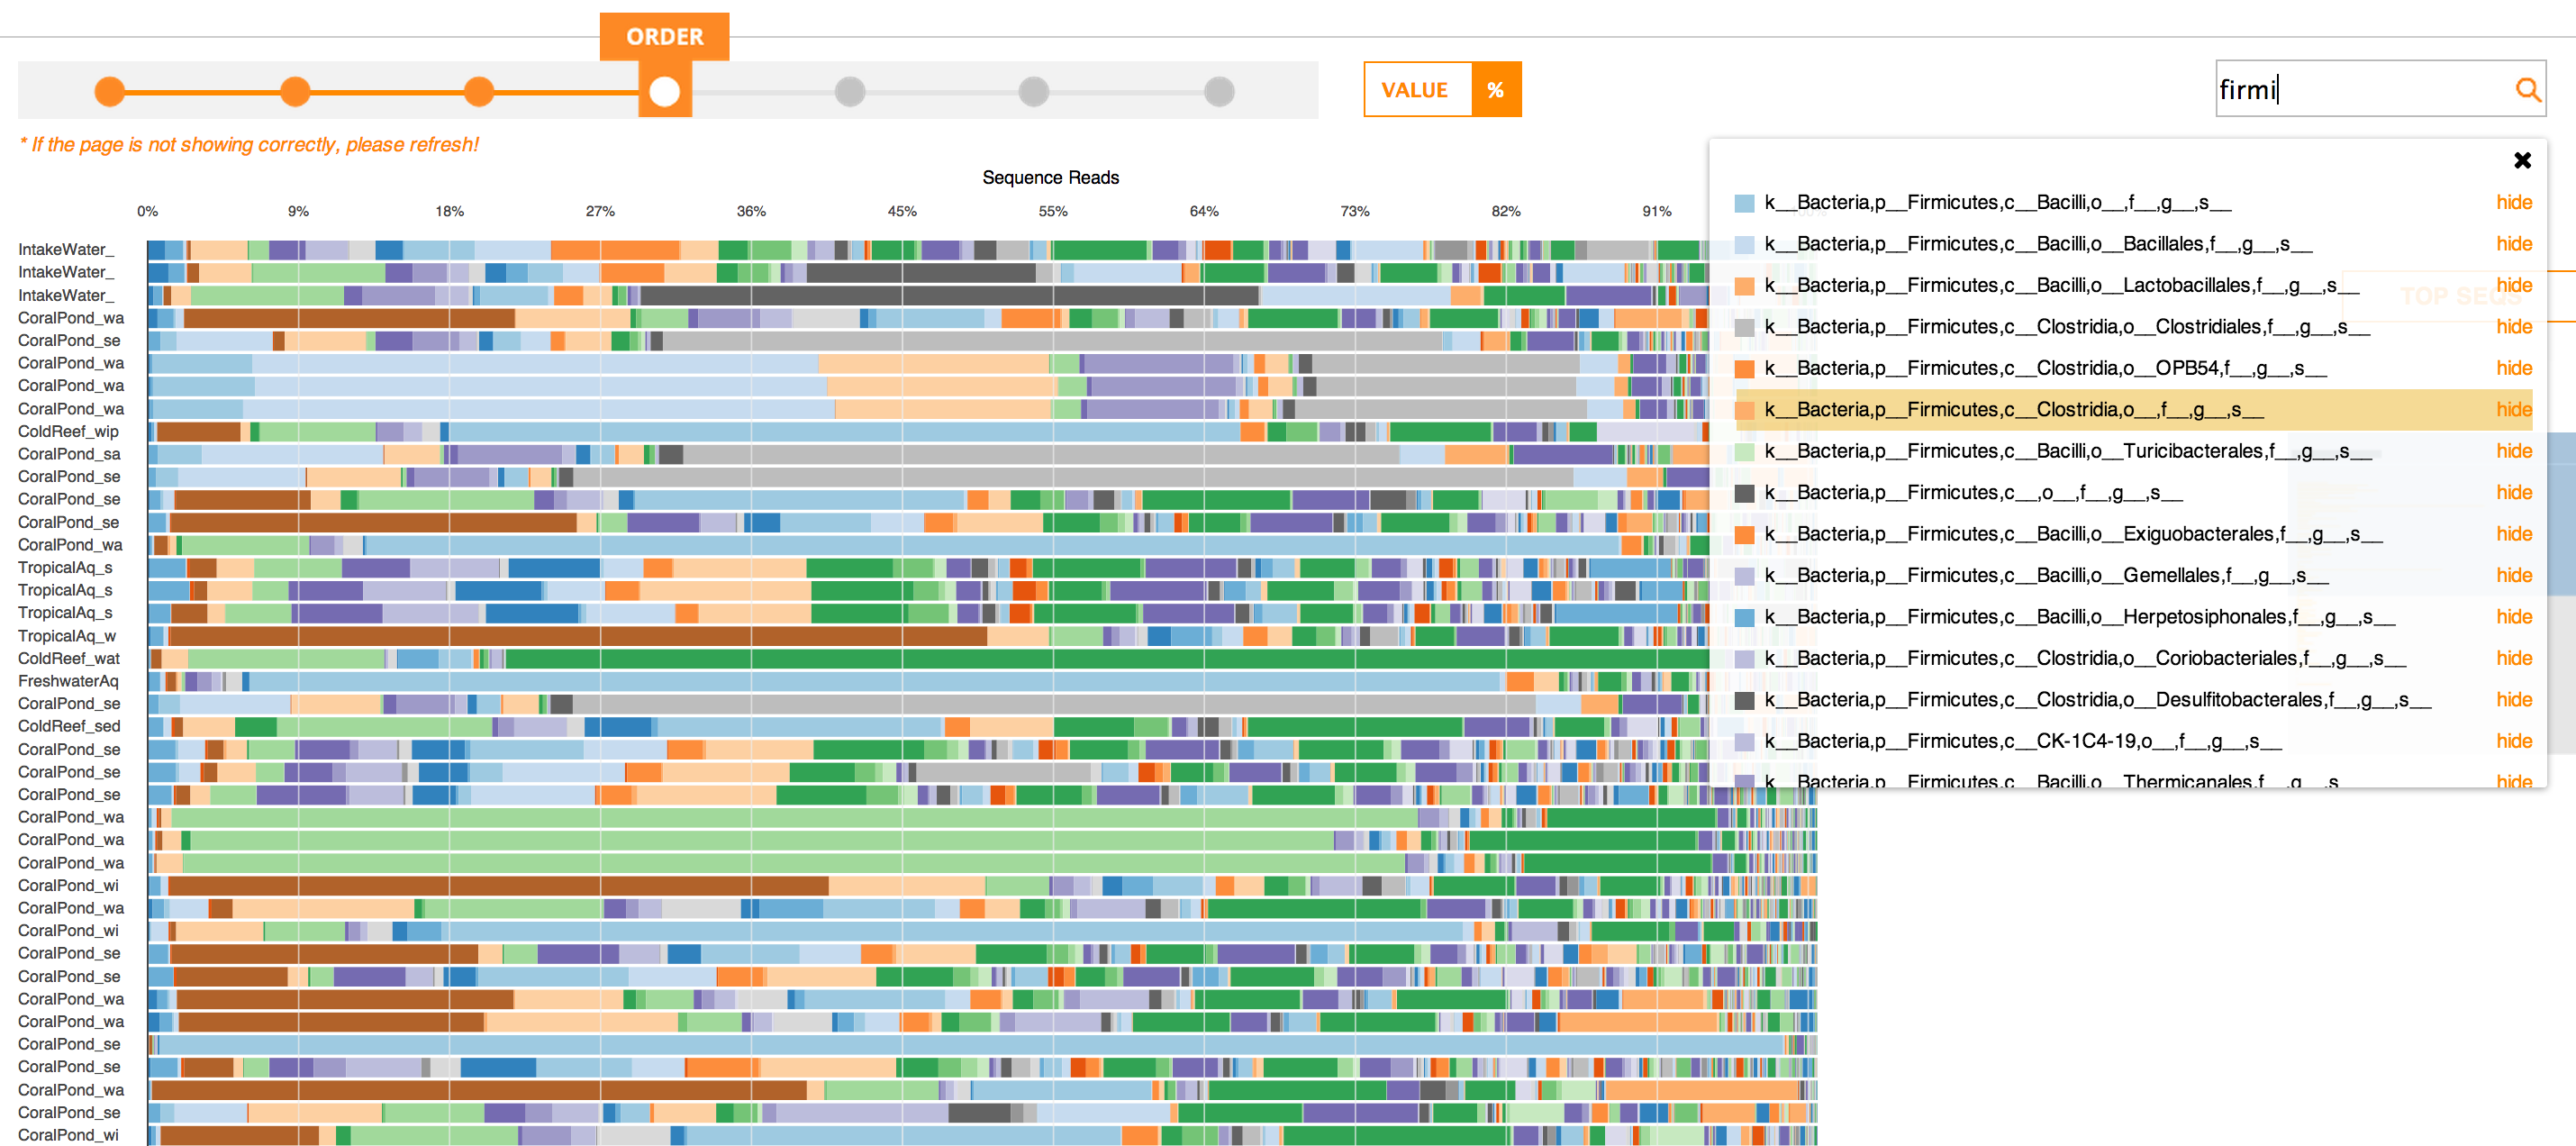 ORDER
VALUE %
firmi
* If the page is not showing correctly, please refresh!
Sequence Reads
0% 9% 18% 27% 36% 45% 55% 64% 73% 82% 91%
k__Bacteria,p__Firmicutes,c__Bacilli,o__,f__,g__,s__ hide
k__Bacteria,p__Firmicutes,c__Bacilli,o__Bacillales,f__,g__,s__ hide
k__Bacteria,p__Firmicutes,c__Bacilli,o__Lactobacillales,f__,g__,s__ hide
TOP SEQS
k__Bacteria,p__Firmicutes,c__Clostridia,o__Clostridiales,f__,g__,s__ hide
k__Bacteria,p__Firmicutes,c__Clostridia,o__OPB54,f__,g__,s__ hide
k__Bacteria,p__Firmicutes,c__Clostridia,o__,f__,g__,s__ hide
k__Bacteria,p__Firmicutes,c__Bacilli,o__Turicibacterales,f__,g__,s__ hide
k__Bacteria,p__Firmicutes,c__,o__,f__,g__,s__ hide
k__Bacteria,p__Firmicutes,c__Bacilli,o__Exiguobacterales,f__,g__,s__ hide
k__Bacteria,p__Firmicutes,c__Bacilli,o__Gemellales,f__,g__,s__ hide
k__Bacteria,p__Firmicutes,c__Bacilli,o__Herpetosiphonales,f__,g__,s__ hide
k__Bacteria,p__Firmicutes,c__Clostridia,o__Coriobacteriales,f__,g__,s__ hide
k__Bacteria,p__Firmicutes,c__Clostridia,o__Desulfitobacterales,f__,g__,s__ hide
k__Bacteria,p__Firmicutes,c__CK-1C4-19,o__,f__,g__,s__ hide
k__Bacteria,p__Firmicutes,c__Bacilli,o__Thermicanales,f__,g__,s__ hide
IntakeWater_
IntakeWater_
IntakeWater_
CoralPond_wa
CoralPond_se
CoralPond_wa
CoralPond_wa
CoralPond_wa
ColdReef_wip
CoralPond_sa
CoralPond_se
CoralPond_se
CoralPond_se
CoralPond_wa
TropicalAq_s
TropicalAq_s
TropicalAq_s
TropicalAq_w
ColdReef_wat
FreshwaterAq
CoralPond_se
ColdReef_sed
CoralPond_se
CoralPond_se
CoralPond_se
CoralPond_wa
CoralPond_wa
CoralPond_wa
CoralPond_wi
CoralPond_wa
CoralPond_wi
CoralPond_se
CoralPond_se
CoralPond_wa
CoralPond_wa
CoralPond_se
CoralPond_se
CoralPond_wa
CoralPond_se
CoralPond_wi